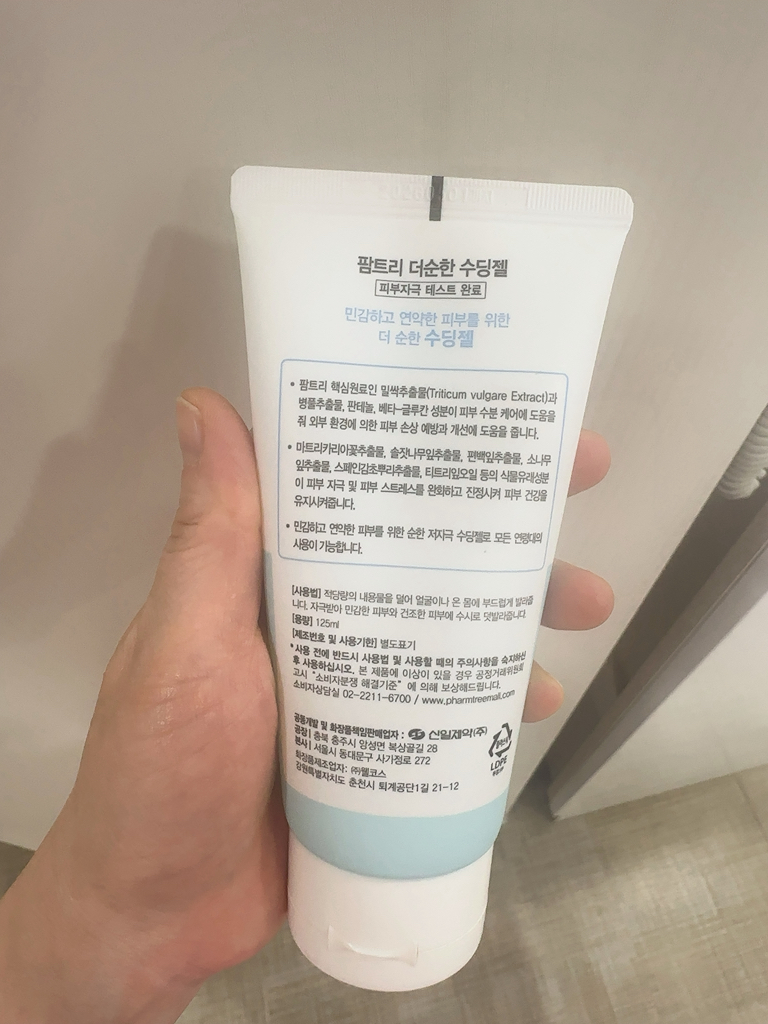 팜트리 더순한 수딩젤
피부자극 테스트 완료
민감하고 연약한 피부를 위한
더 순한 수딩젤
• 팜트리 핵심원료인 밀싹추출물(Triticum vulgare Extract)과
병풀추출물, 판테놀, 베타-글루칸 성분이 피부 수분 케어에 도움을
줘 외부 환경에 의한 피부 손상 예방과 개선에 도움을 줍니다.
• 마트리카리아꽃추출물, 솔잣나무잎추출물, 편백잎추출물, 소나무
잎추출물, 스페인감초뿌리추출물, 티트리잎오일 등의 식물유래성분
이 피부 자극 및 피부 스트레스를 완화하고 진정시켜 피부 건강을
유지시켜줍니다.
• 민감하고 연약한 피부를 위한 순한 저자극 수딩젤로 모든 연령대의
사용이 가능합니다.
[사용법] 적당량의 내용물을 덜어 얼굴이나 온 몸에 부드럽게 발라줍
니다. 자극받아 민감한 피부와 건조한 피부에 수시로 덧발라줍니다.
[용량] 125ml
[제조번호 및 사용기한] 별도표기
*사용 전에 반드시 사용법 및 사용할 때의 주의사항을 숙지하신
후 사용하십시오. 본 제품에 이상이 있을 경우 공정거래위원회
고시 "소비자분쟁 해결기준" 에 의해 보상해드립니다.
소비자상담실 02-2211-6700 / www.pharmtreemall.com
공동개발 및 화장품책임판매업자 : 신일제약(주)
공장 | 충북 충주시 앙성면 복상골길 28
본사 | 서울시 동대문구 사가정로 272
화장품제조업자: ㈜웰코스
강원특별자치도 춘천시 퇴계공단1길 21-12
플라스틱
LDPE